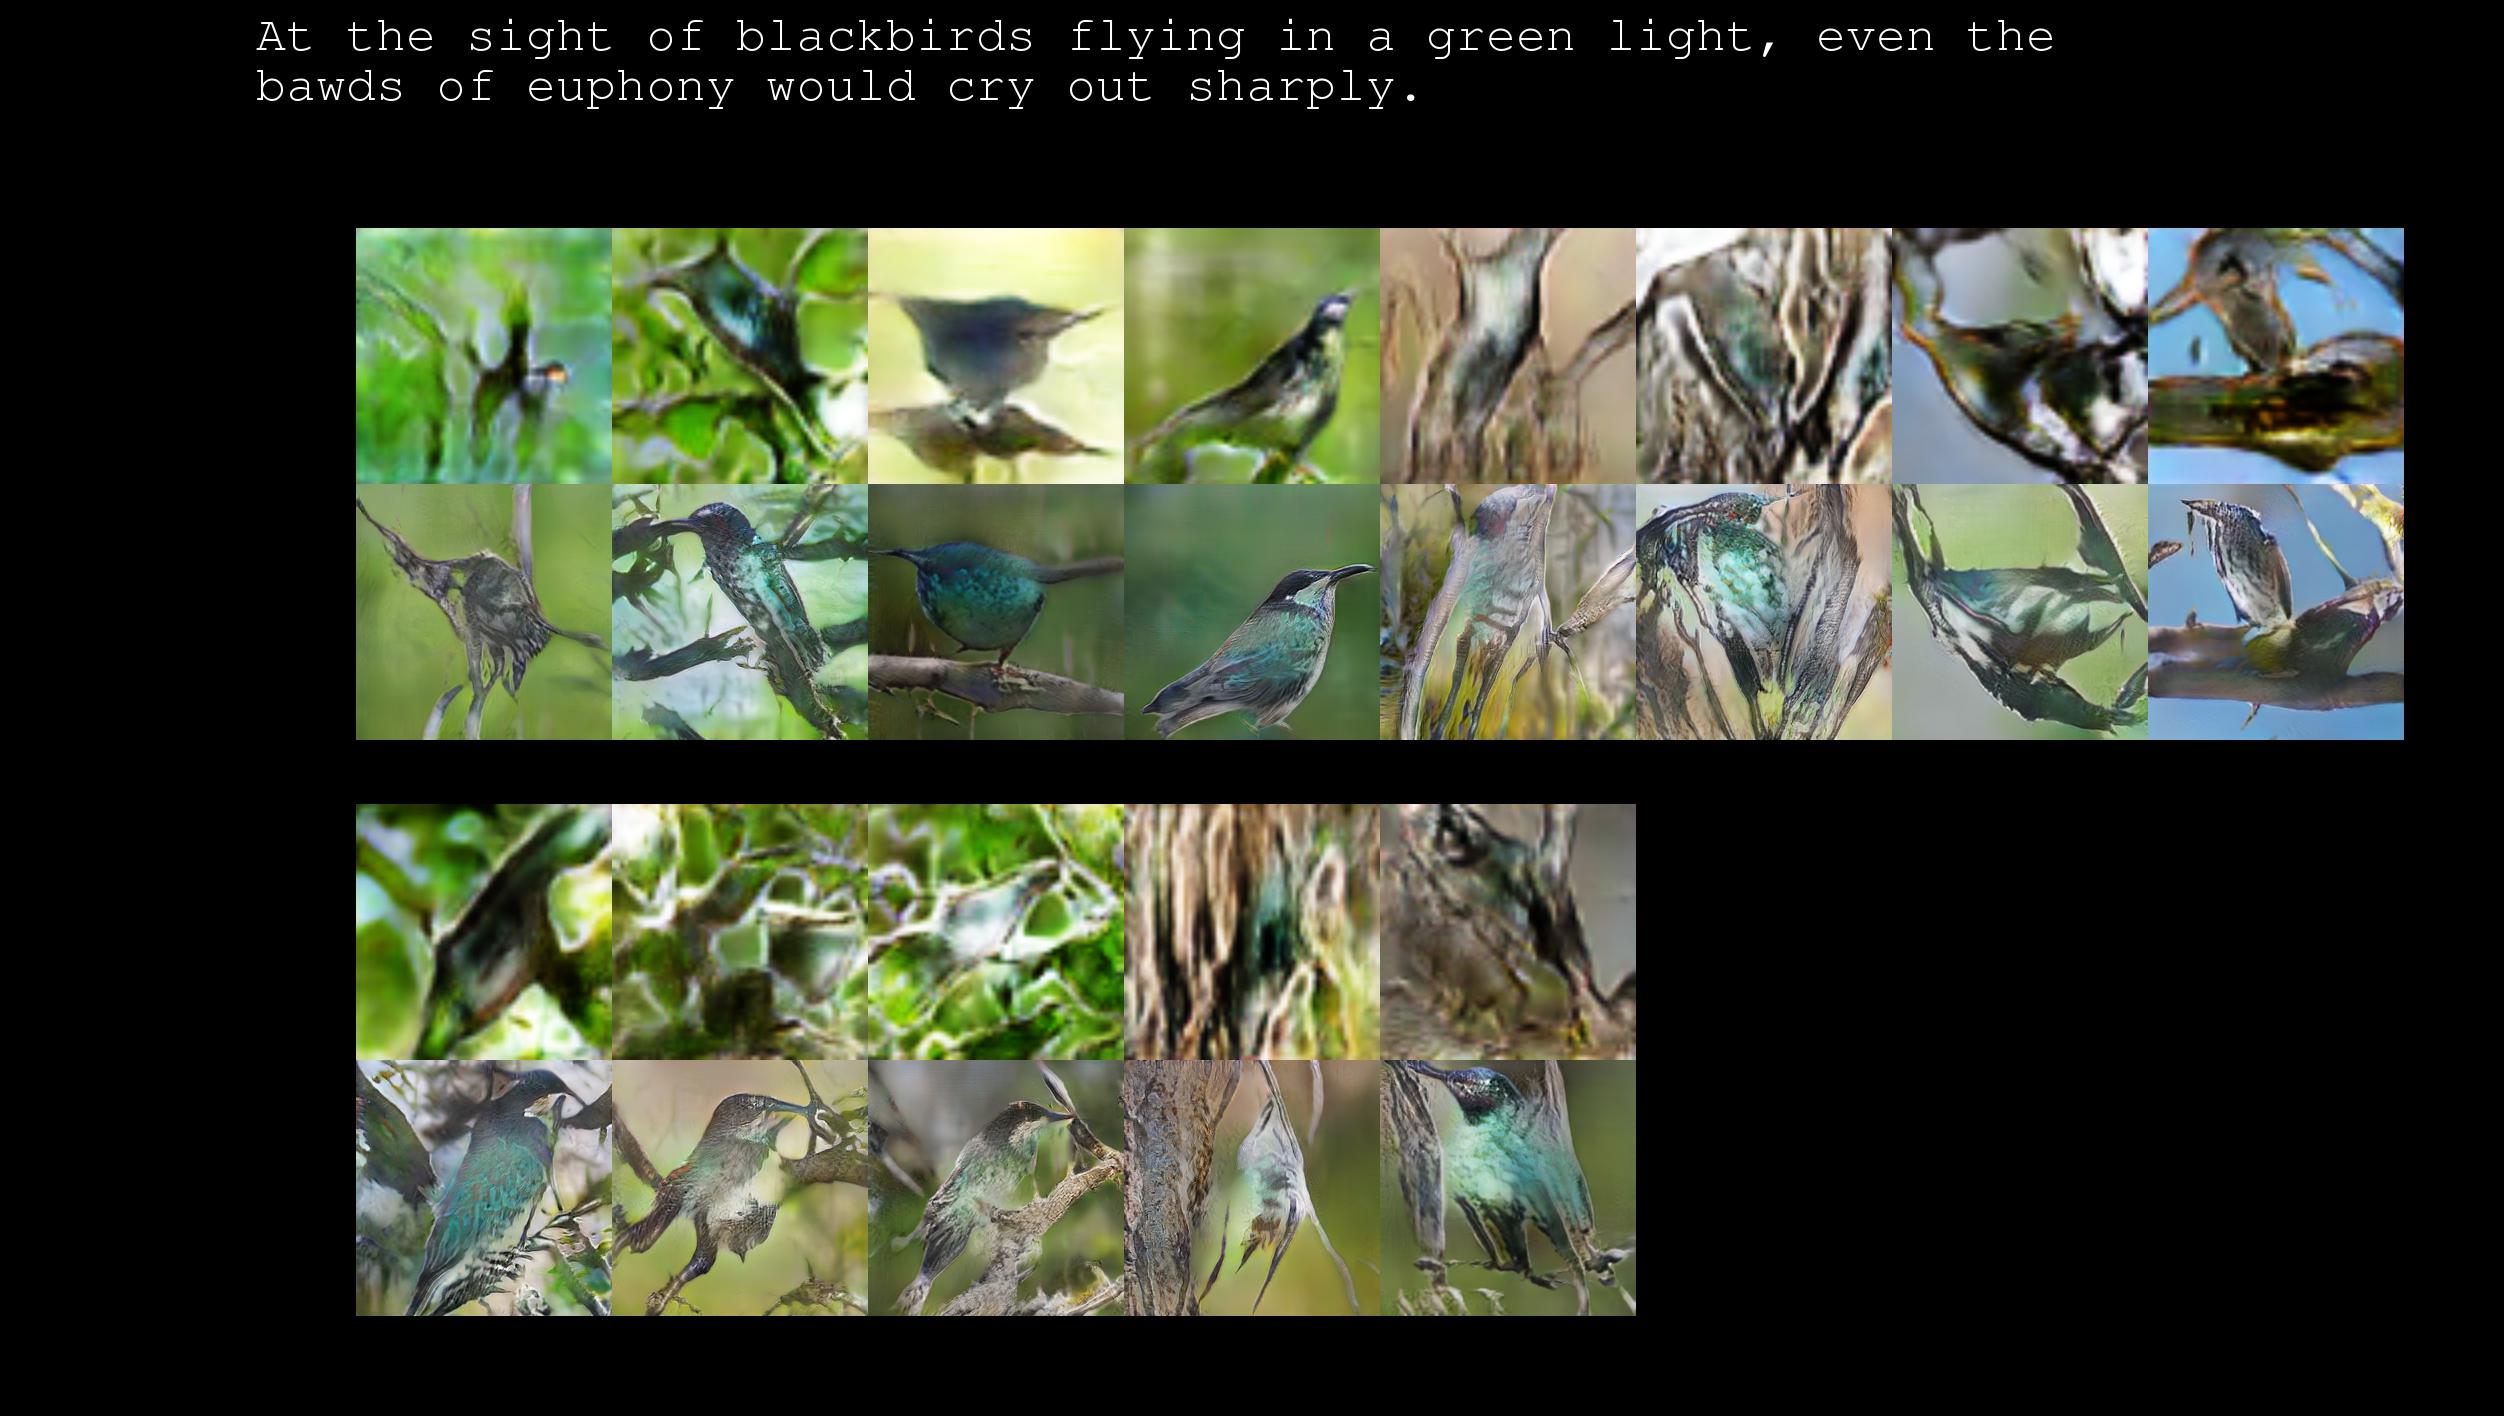 At the sight of blackbirds flying in a green light, even the
bawds of euphony would cry out sharply.